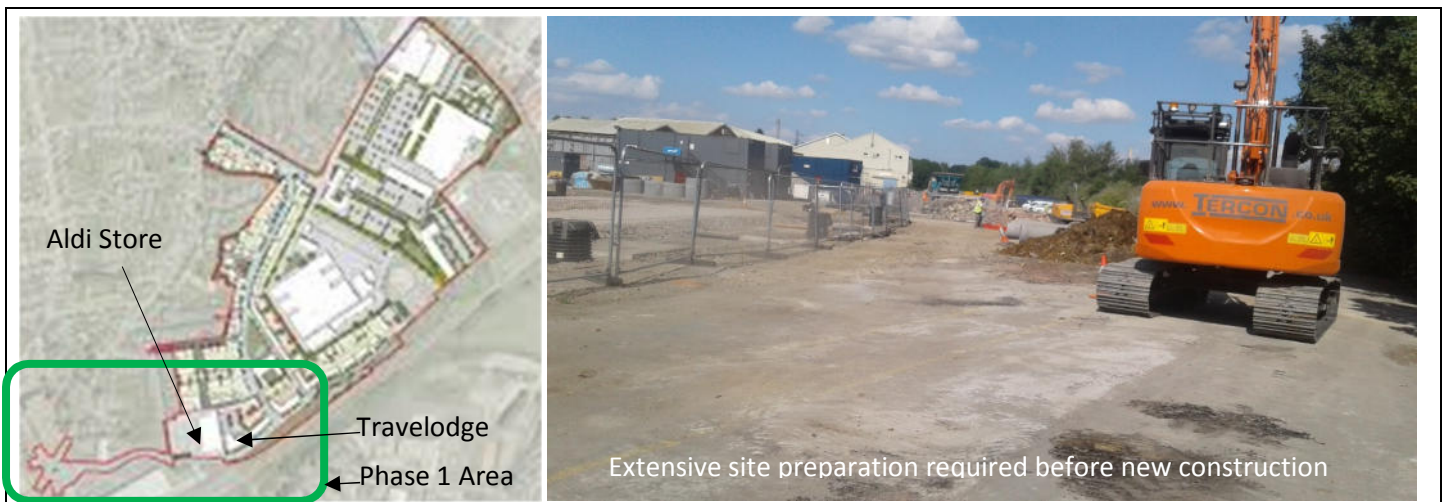 Aldi Store
Travelodge
Phase 1 Area
www. TERCON .co.uk
Extensive site preparation required before new construction